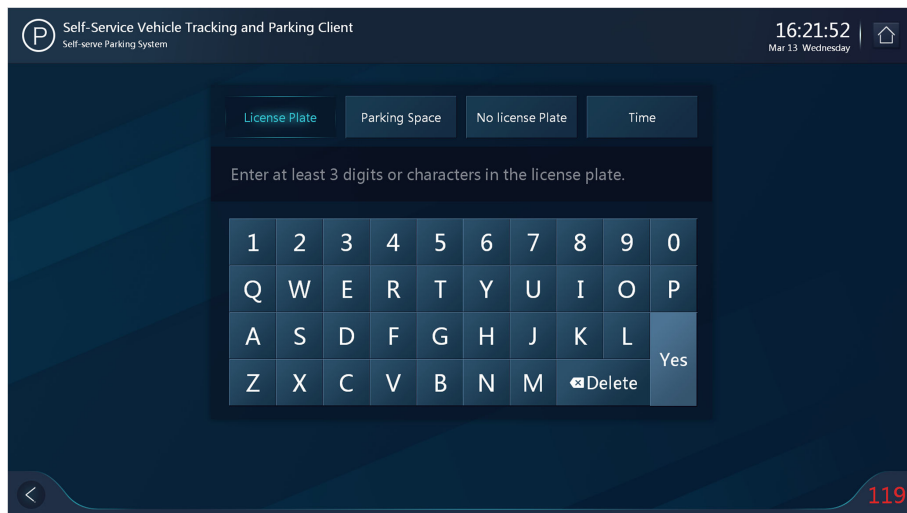 P
Self-Service Vehicle Tracking and Parking Client
Self-serve Parking System
16:21:52
Mar 13 Wednesday
License Plate Parking Space No license Plate Time
Enter at least 3 digits or characters in the license plate.
1 2 3 4 5 6 7 8 9 0
Q W E R T Y U I O P
A S D F G H J K L
Yes
Z X C V B N M Delete
119